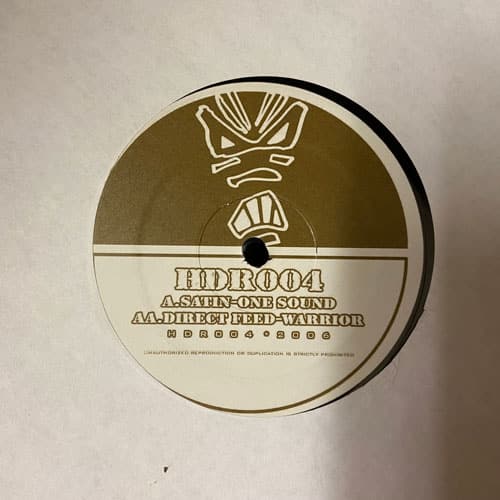 HDR004
A.SATIN-ONE SOUND
AA.DIRECT FEED-WARRIOR
HDR004*2006
UNAUTHORIZED REPRODUCTION OR DUPLICATION IS STRICTLY PROHIBITED